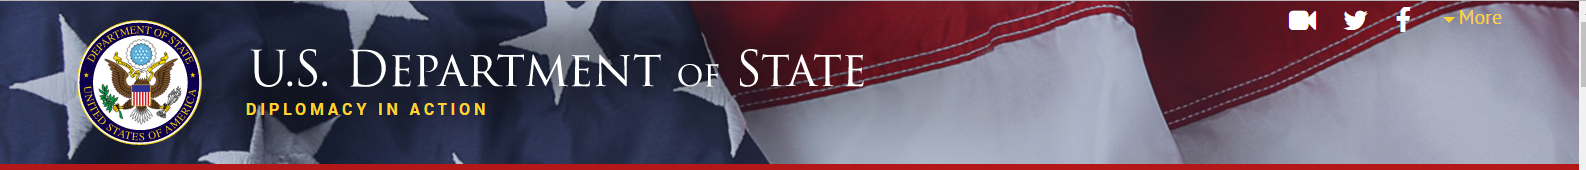 DEPARTMENT OF STATE
UNITED STATES OF AMERICA
U.S. DEPARTMENT OF STATE
DIPLOMACY IN ACTION
More